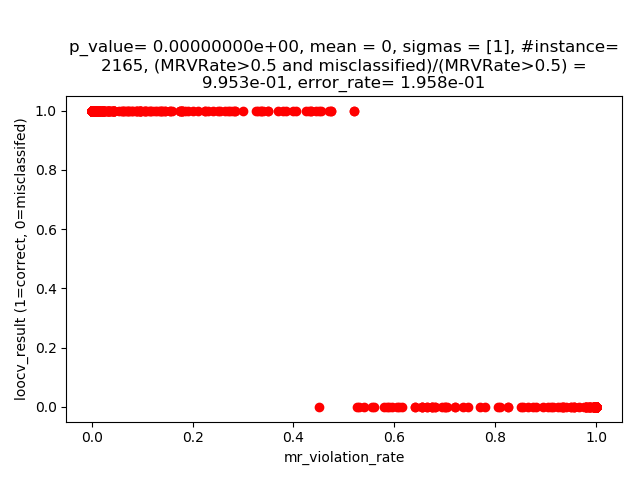 p_value= 0.00000000e+00, mean = 0, sigmas = [1], #instance=
2165, (MRVRate>0.5 and misclassified)/(MRVRate>0.5) =
9.953e-01, error_rate= 1.958e-01
loocv_result (1=correct, 0=misclassifed)
1.0
0.8
0.6
0.4
0.2
0.0
0.0 0.2 0.4 0.6 0.8 1.0
mr_violation_rate